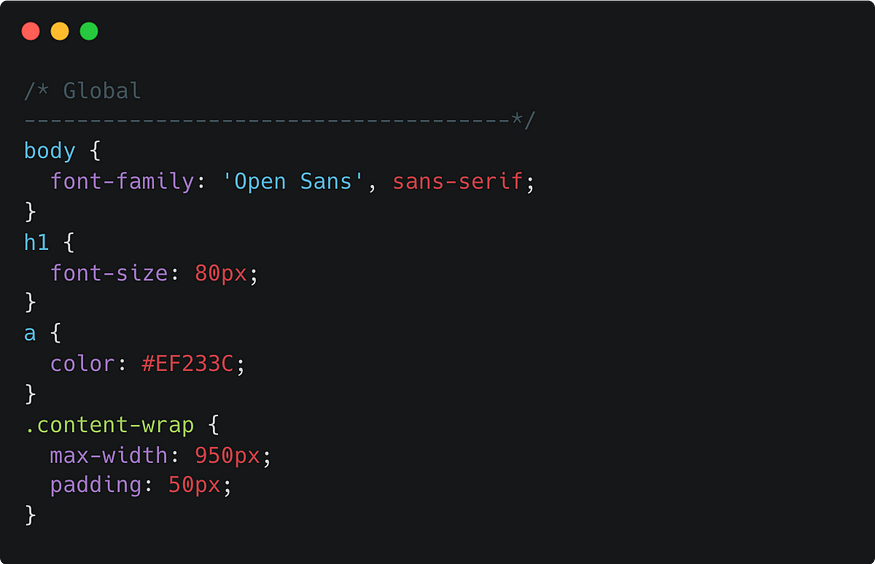 /* Global
-------------------------------------*/
body {
  font-family: 'Open Sans', sans-serif;
}
h1 {
  font-size: 80px;
}
a {
  color: #EF233C;
}
.content-wrap {
  max-width: 950px;
  padding: 50px;
}